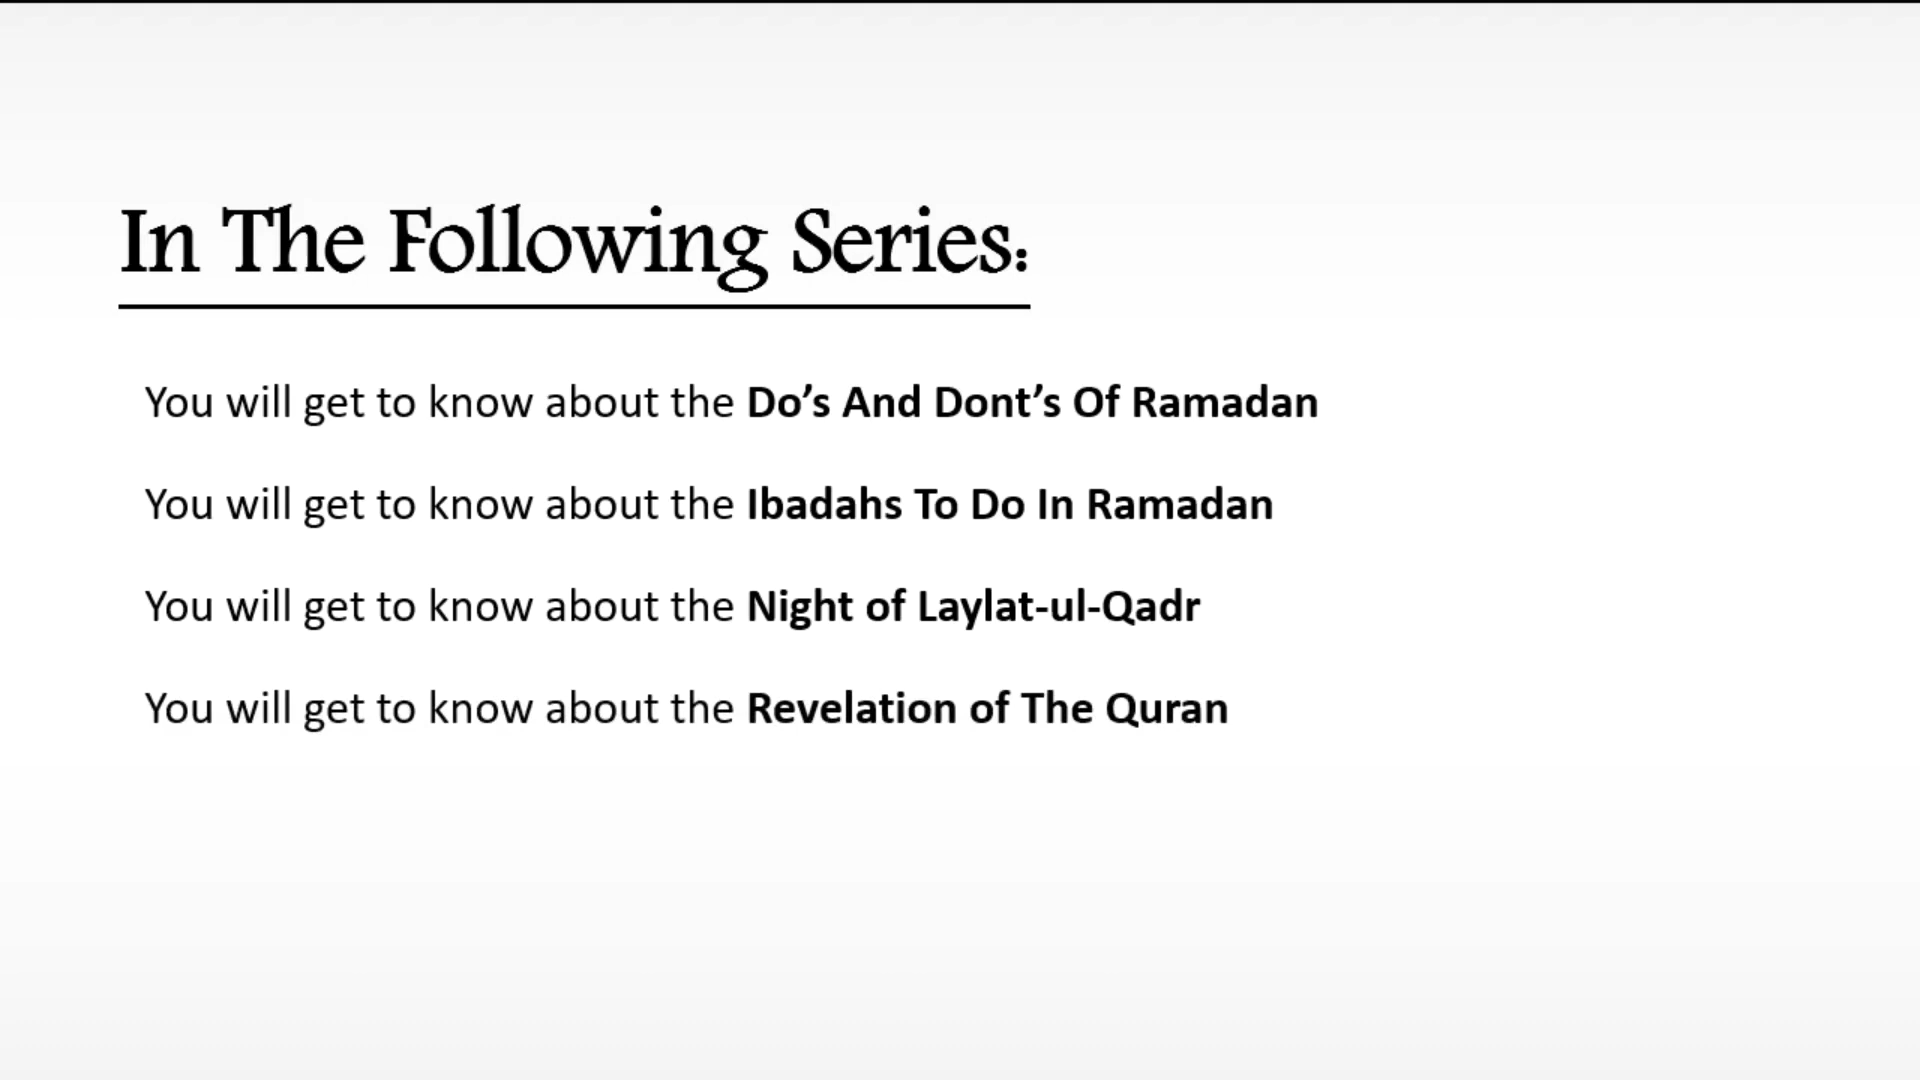 In The Following Series:
You will get to know about the Do’s And Dont’s Of Ramadan
You will get to know about the Ibadahs To Do In Ramadan
You will get to know about the Night of Laylat-ul-Qadr
You will get to know about the Revelation of The Quran